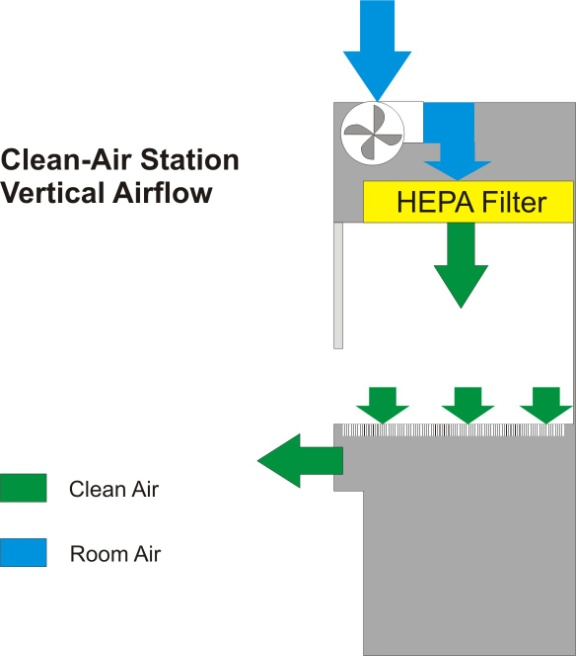 Clean-Air Station
Vertical Airflow
HEPA Filter
Clean Air
Room Air